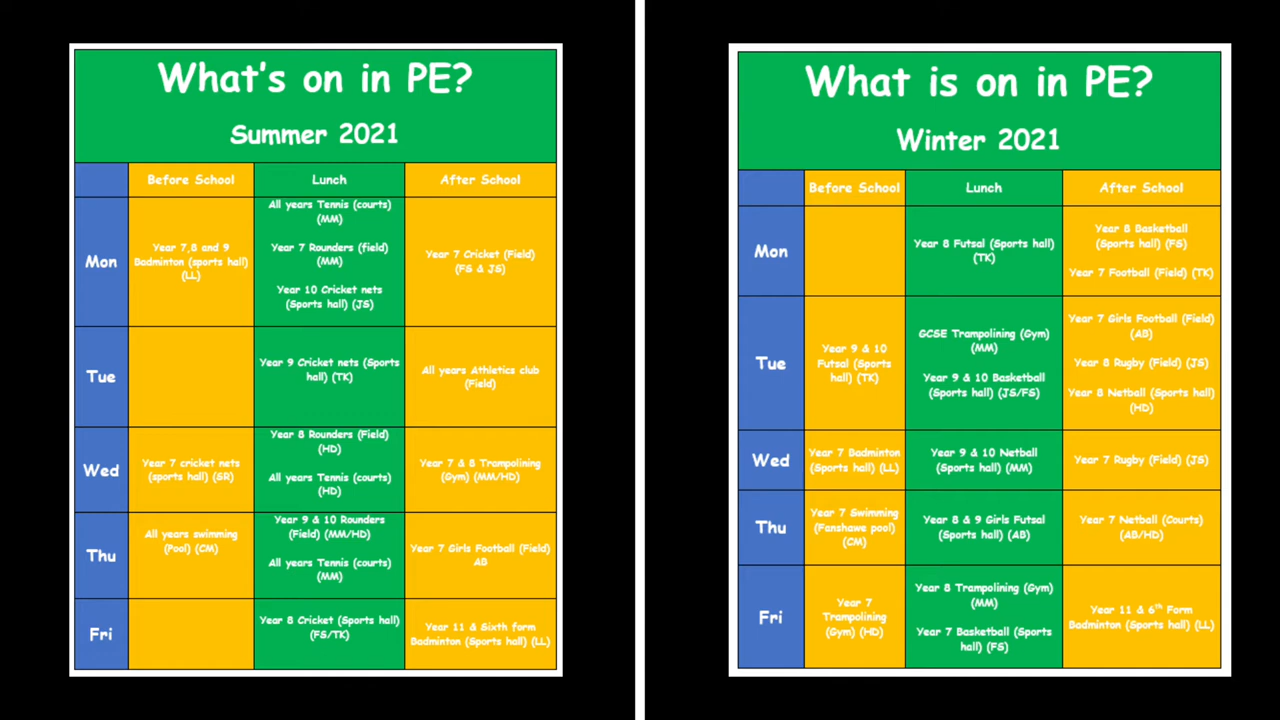 What's on in PE?
Summer 2021
Before School
Lunch
After School
Mon
Year 7,8 and 9
Badminton (sports hall)
(LL)
All years Tennis (courts)
(MM)
Year 7 Rounders (field)
(MM)
Year 10 Cricket nets
(Sports hall) (JS)
Year 7 Cricket (Field)
(FS & JS)
Tue
Year 9 Cricket nets (Sports
hall) (TK)
All years Athletics club
(Field)
Wed
Year 7 cricket nets
(sports hall) (SR)
Year 8 Rounders (Field)
(HD)
All years Tennis (courts)
(HD)
Year 7 & 8 Trampolining
(Gym) (MM/HD)
Thu
All years swimming
(Pool) (CM)
Year 9 & 10 Rounders
(Field) (MM/HD)
All years Tennis (courts)
(MM)
Year 7 Girls Football (Field)
AB
Fri
Year 8 Cricket (Sports hall)
(FS/TK)
Year 11 & Sixth form
Badminton (Sports hall) (LL)
What is on in PE?
Winter 2021
Before School
Lunch
After School
Mon
Year 8 Futsal (Sports hall)
(TK)
Year 8 Basketball
(Sports hall) (FS)
Year 7 Football (Field) (TK)
Tue
Year 9 & 10
Futsal (Sports
hall) (TK)
GCSE Trampolining (Gym)
(MM)
Year 9 & 10 Basketball
(Sports hall) (JS/FS)
Year 7 Girls Football (Field)
(AB)
Year 8 Rugby (Field) (JS)
Year 8 Netball (Sports hall)
(HD)
Wed
Year 7 Badminton
(Sports hall) (LL)
Year 9 & 10 Netball
(Sports hall) (MM)
Year 7 Rugby (Field) (JS)
Thu
Year 7 Swimming
(Fanshawe pool)
(CM)
Year 8 & 9 Girls Futsal
(Sports hall) (AB)
Year 7 Netball (Courts)
(AB/HD)
Fri
Year 7
Trampolining
(Gym) (HD)
Year 8 Trampolining (Gym)
(MM)
Year 7 Basketball (Sports
hall) (FS)
Year 11 & 6th Form
Badminton (Sports hall) (LL)